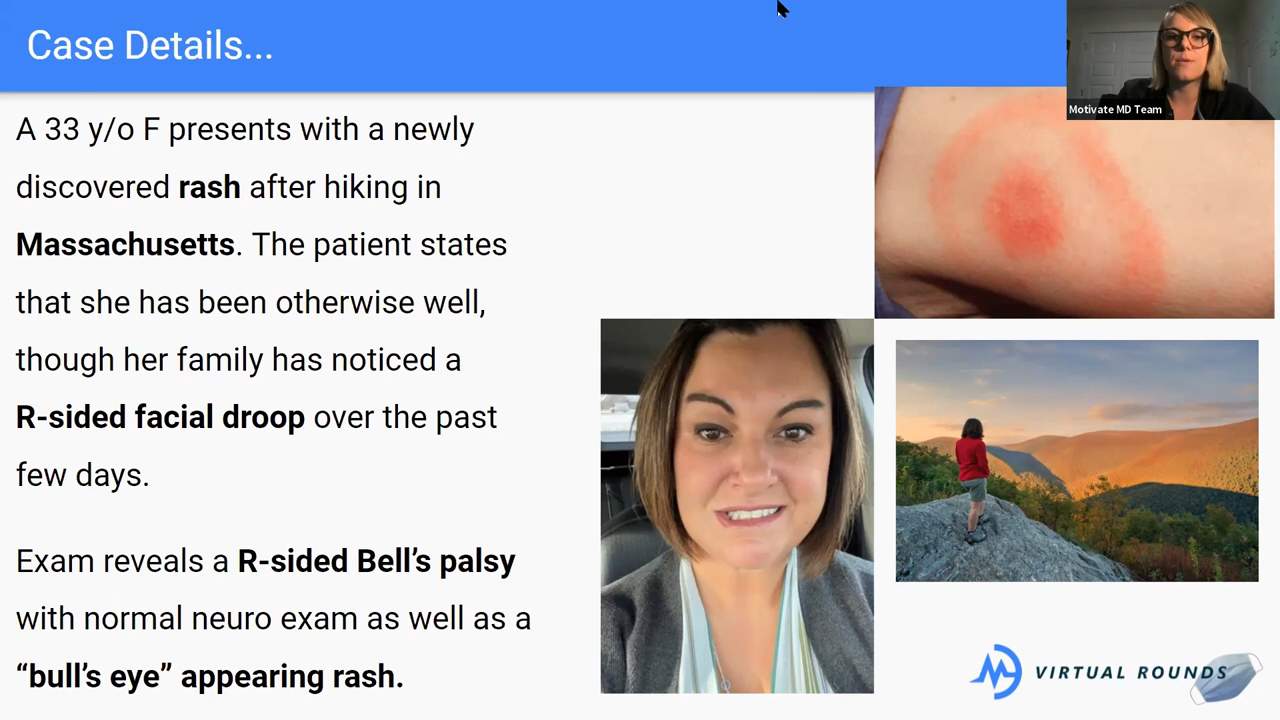 Case Details...
Motivate MD Team
A 33 y/o F presents with a newly
discovered rash after hiking in
Massachusetts. The patient states
that she has been otherwise well,
though her family has noticed a
R-sided facial droop over the past
few days.
Exam reveals a R-sided Bell’s palsy
with normal neuro exam as well as a
“bull’s eye” appearing rash.
VIRTUAL ROUNDS